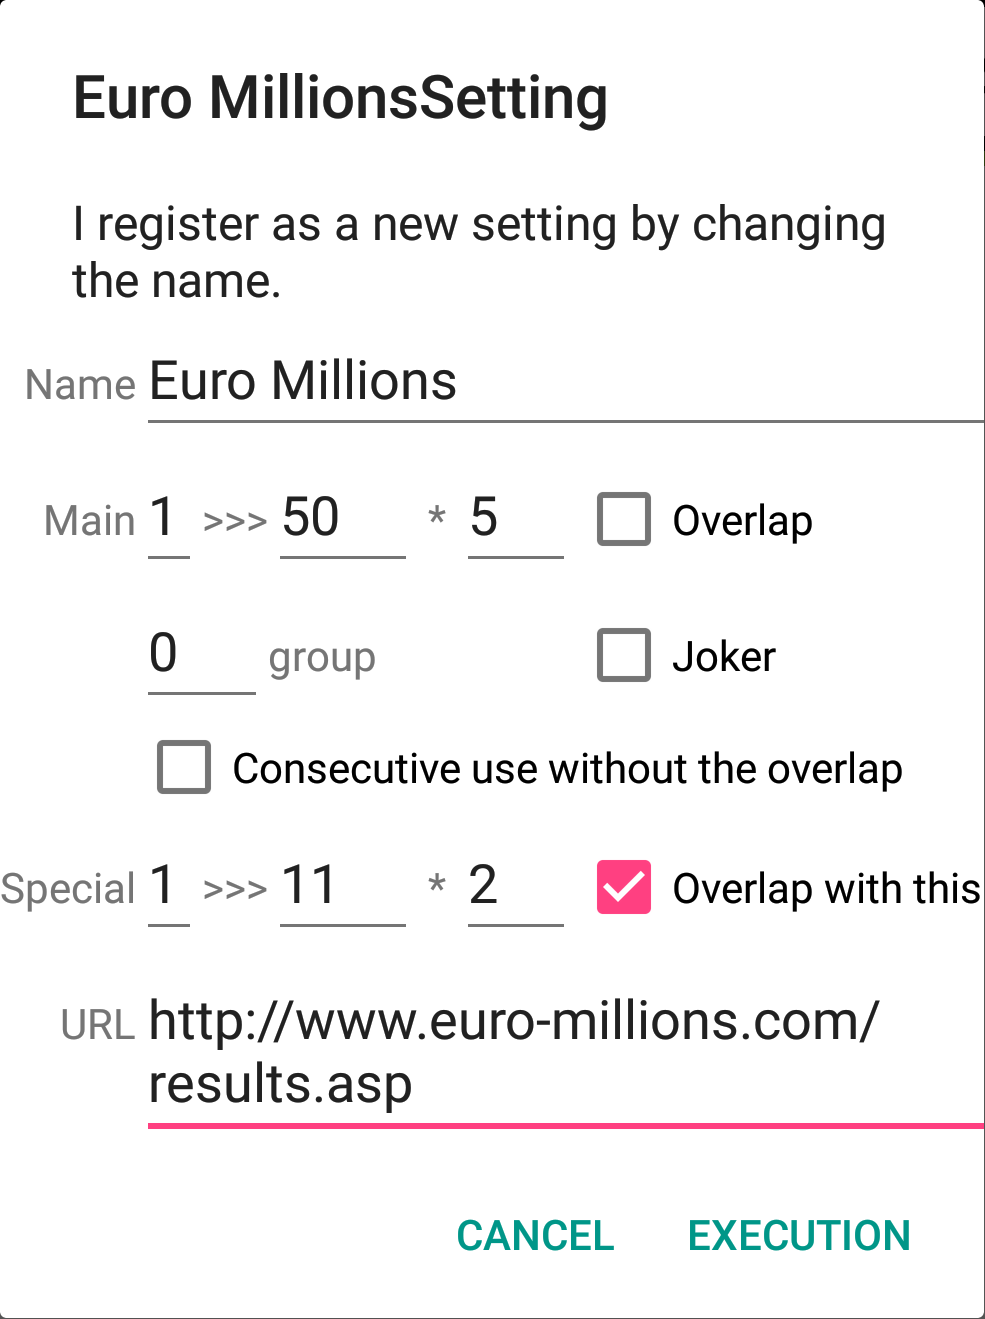 Euro MillionsSetting
I register as a new setting by changing
the name.
Name Euro Millions
Main 1 >>> 50 * 5 Overlap
0 group Joker
Consecutive use without the overlap
Special 1 >>> 11 * 2 Overlap with this
URL http://www.euro-millions.com/
results.asp
CANCEL EXECUTION